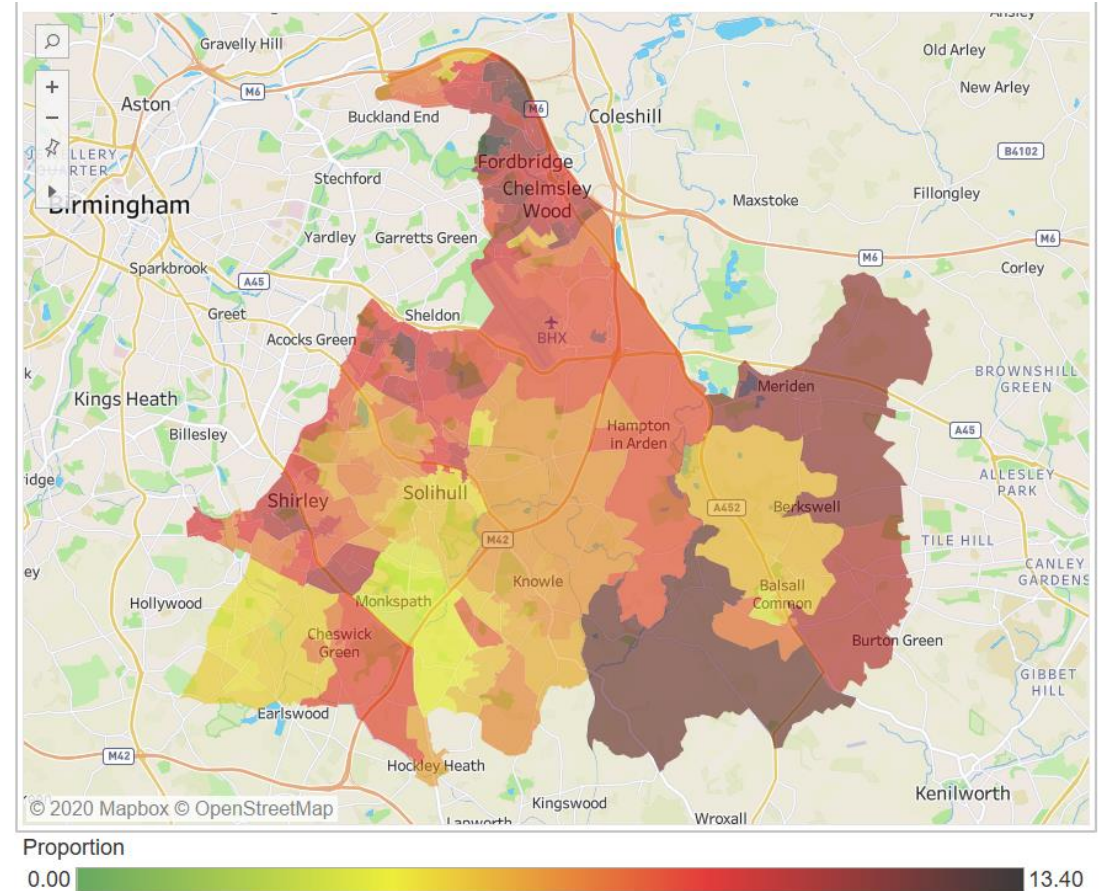 Gravelly Hill
Ansley
Old Arley
M6
New Arley
Aston
Buckland End
M6
Coleshill
B4102
Fordbridge
Stechford
Chelmsley
Wood
Maxstoke
Fillongley
Birmingham
Yardley
Garretts Green
M6
M6
Sparkbrook
A45
Corley
Greet
Sheldon
Acocks Green
BHX
BROWNSHILL
GREEN
Meriden
Kings Heath
Billesley
Hampton
in Arden
A45
ALLESLEY
PARK
idge
Shirley
Solihull
A452
Berkswell
M42
TILE HILL
ey
CANLEY
GARDENS
Hollywood
Monkspath
Knowle
Balsall
Common
Cheswick
Green
Burton Green
GIBBET
HILL
Earlswood
M42
Hockley Heath
Kenilworth
© 2020 Mapbox © OpenStreetMap
Kingswood
Lapworth
Wroxall
Proportion
0.00
13.40